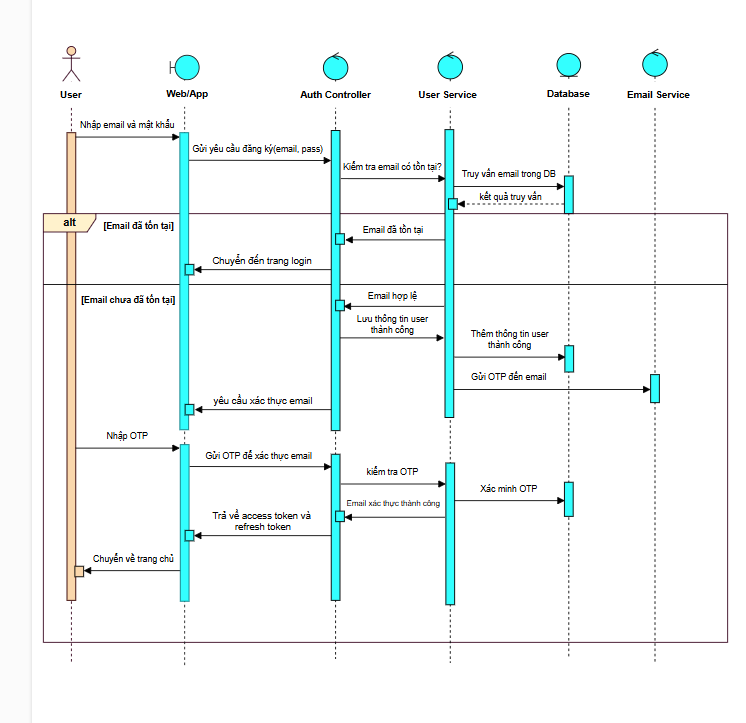 User
Web/App
Auth Controller
User Service
Database
Email Service
Nhập email và mật khẩu
Gửi yêu cầu đăng ký(email, pass)
Kiểm tra email có tồn tại?
Truy vấn email trong DB
kết quả truy vấn
alt
[Email đã tồn tại]
Email đã tồn tại
Chuyển đến trang login
[Email chưa đã tồn tại]
Email hợp lệ
Lưu thông tin user
thành công
Thêm thông tin user
thành công
Gửi OTP đến email
yêu cầu xác thực email
Nhập OTP
Gửi OTP để xác thực email
kiểm tra OTP
Xác minh OTP
Email xác thực thành công
Trả về access token và
refresh token
Chuyển về trang chủ